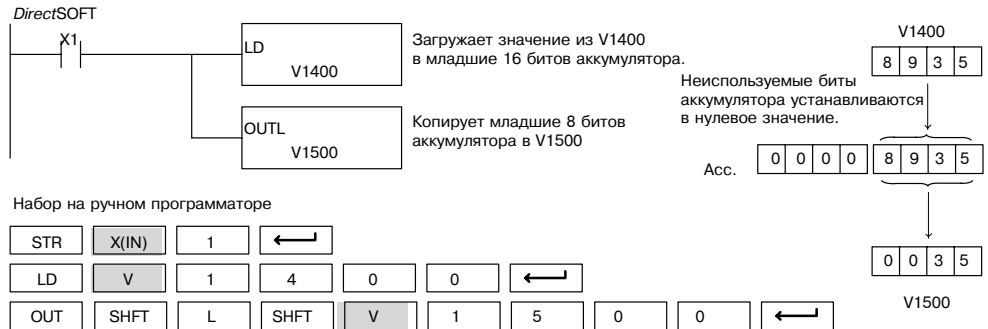 DirectSOFT
X1
LD
V1400
Загружает значение из V1400
в младшие 16 битов аккумулятора.
OUTL
V1500
Копирует младшие 8 битов
аккумулятора в V1500
V1400
8 9 3 5
Неиспользуемые биты
аккумулятора устанавливаются
в нулевое значение.
Acc. 0 0 0 0 8 9 3 5
0 0 3 5
V1500
Набор на ручном программаторе
STR X(IN) 1
LD V 1 4 0 0
OUT SHFT L SHFT V 1 5 0 0